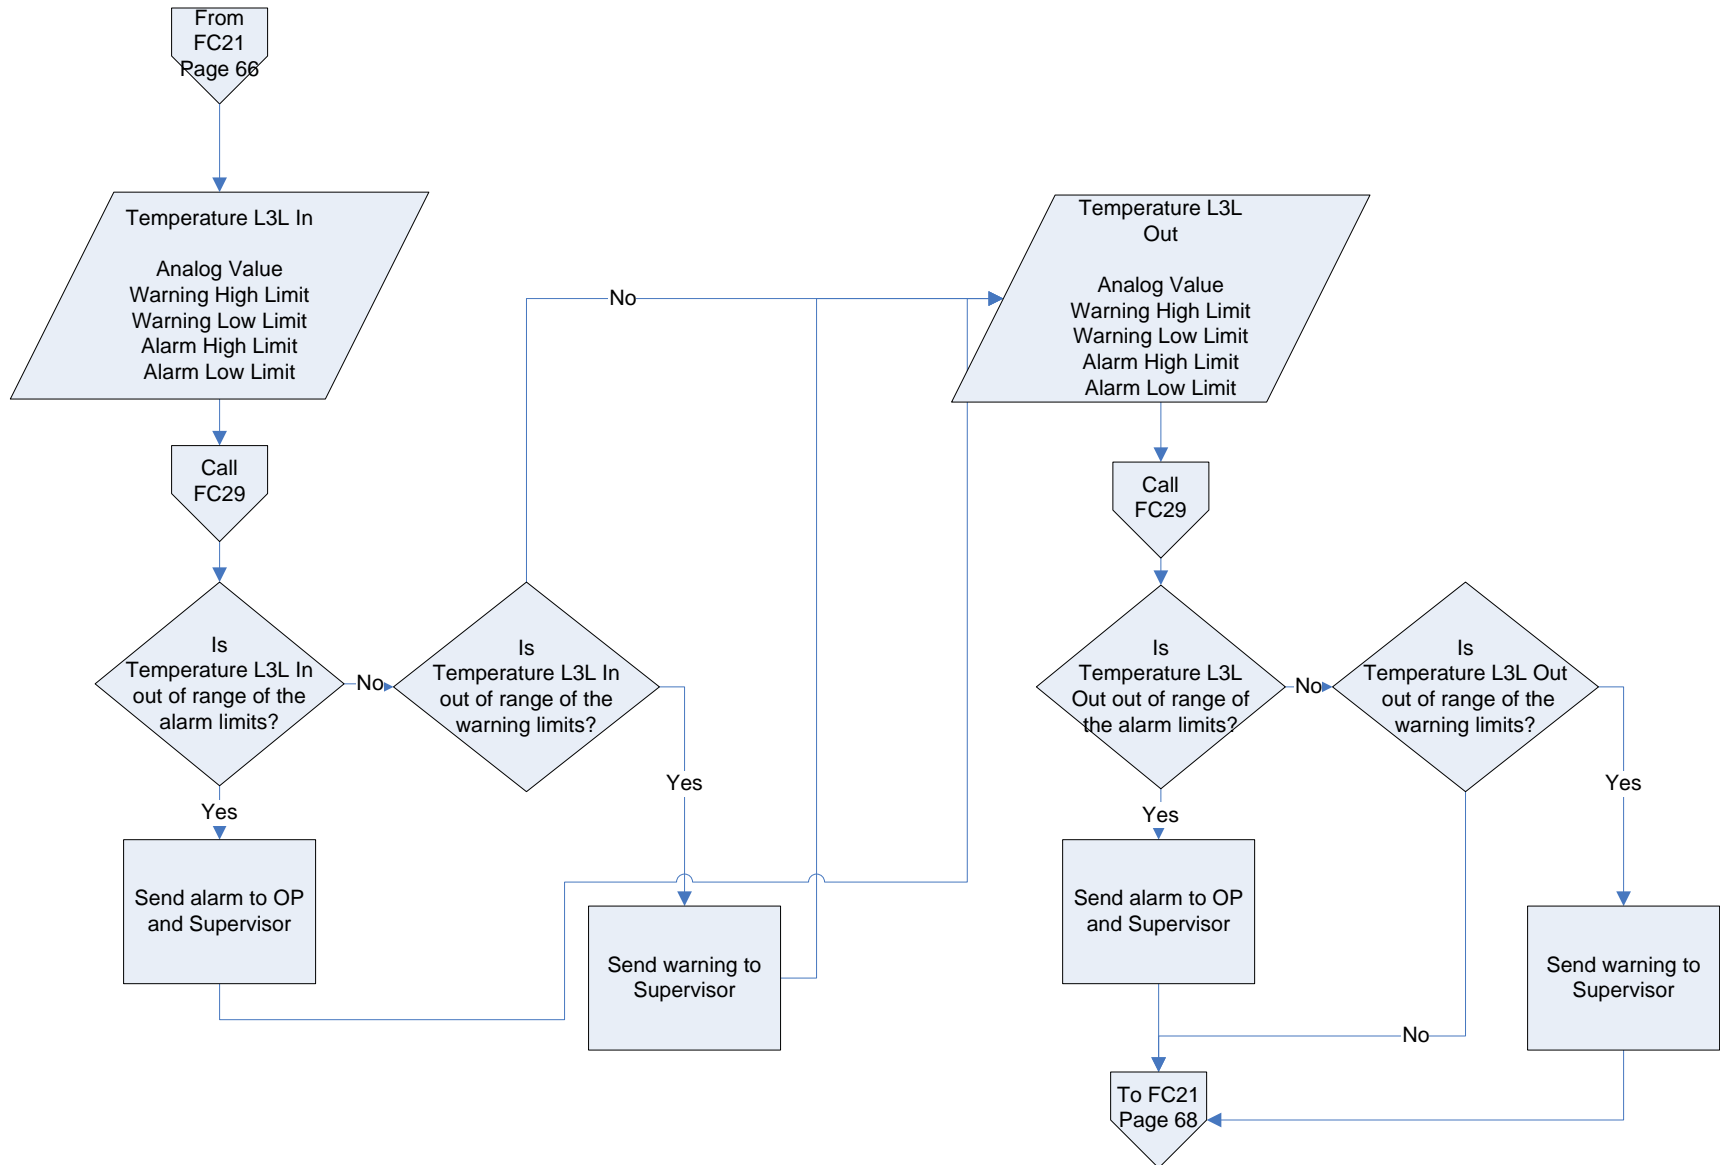 From
FC21
Page 66
Temperature L3L In
Analog Value
Warning High Limit
Warning Low Limit
Alarm High Limit
Alarm Low Limit
Call
FC29
Is
Temperature L3L In
out of range of the
alarm limits?
No
Is
Temperature L3L In
out of range of the
warning limits?
No
Yes
Yes
Send alarm to OP
and Supervisor
Send warning to
Supervisor
Temperature L3L
Out
Analog Value
Warning High Limit
Warning Low Limit
Alarm High Limit
Alarm Low Limit
Call
FC29
Is
Temperature L3L
Out out of range of
the alarm limits?
No
Is
Temperature L3L Out
out of range of the
warning limits?
Yes
Yes
Send alarm to OP
and Supervisor
Send warning to
Supervisor
No
To FC21
Page 68